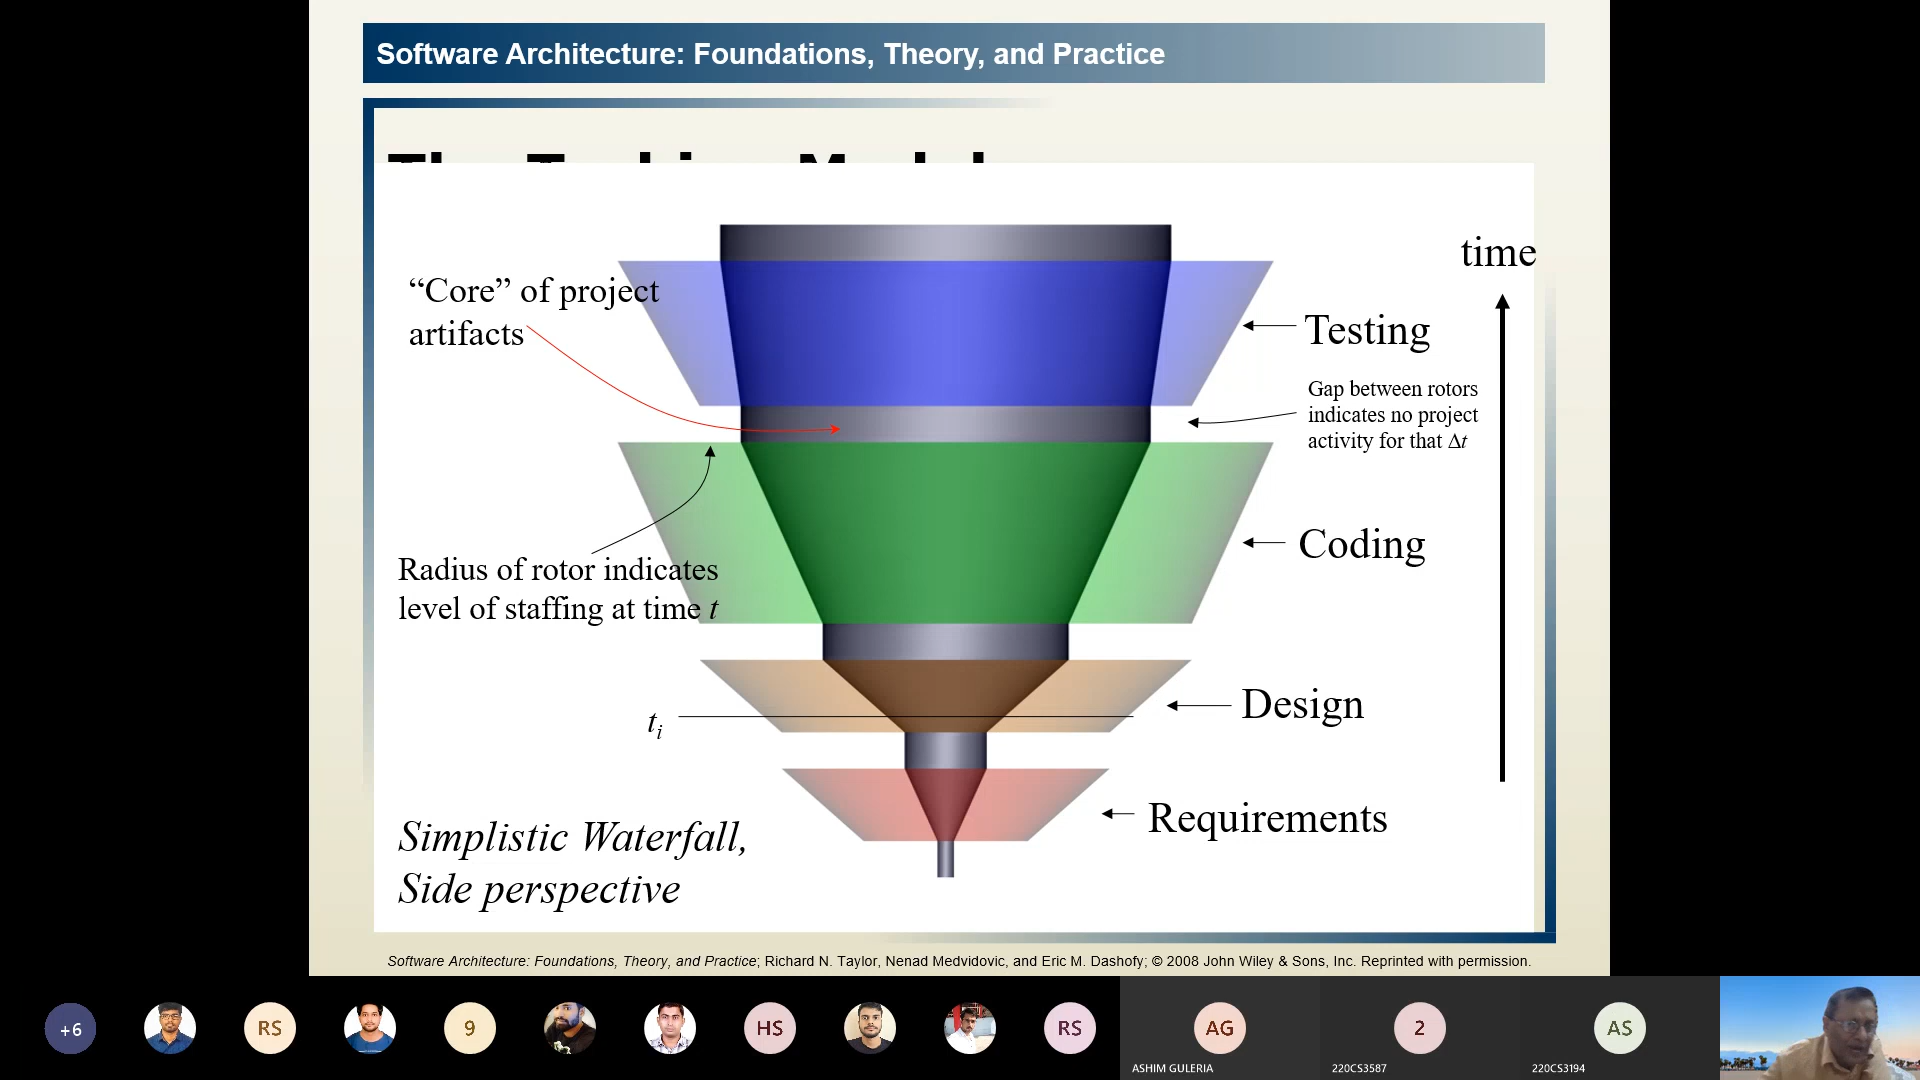 Software Architecture: Foundations, Theory, and Practice
time
“Core” of project
artifacts
Testing
Gap between rotors
indicates no project
activity for that Δt
Coding
Radius of rotor indicates
level of staffing at time t
Design
ti
Requirements
Simplistic Waterfall,
Side perspective
Software Architecture: Foundations, Theory, and Practice; Richard N. Taylor, Nenad Medvidovic, and Eric M. Dashofy; © 2008 John Wiley & Sons, Inc. Reprinted with permission.
+6
RS
9
HS
RS
AG
2
AS
ASHIM GULERIA
220CS3587
220CS3194